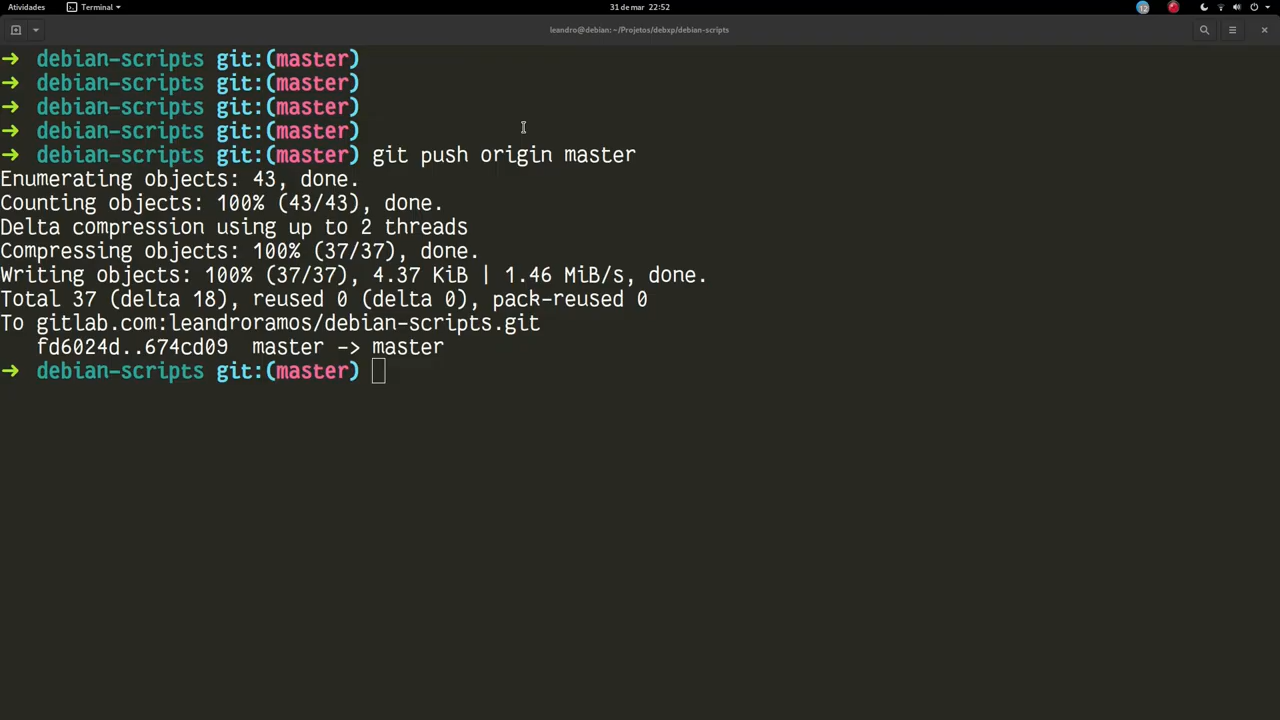 Atividades Terminal 31 de mar 22:52 12
leandro@debian: ~/Projetos/debxp/debian-scripts
➜ debian-scripts git:(master)
➜ debian-scripts git:(master)
➜ debian-scripts git:(master)
➜ debian-scripts git:(master)
➜ debian-scripts git:(master) git push origin master
Enumerating objects: 43, done.
Counting objects: 100% (43/43), done.
Delta compression using up to 2 threads
Compressing objects: 100% (37/37), done.
Writing objects: 100% (37/37), 4.37 KiB | 1.46 MiB/s, done.
Total 37 (delta 18), reused 0 (delta 0), pack-reused 0
To gitlab.com:leandroramos/debian-scripts.git
fd6024d..674cd09 master -> master
➜ debian-scripts git:(master)